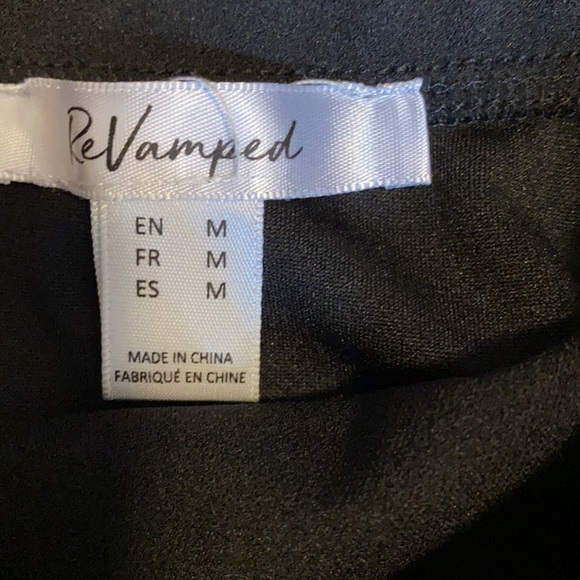 ReVamped
EN M
FR M
ES M
MADE IN CHINA
FABRIQUÉ EN CHINE